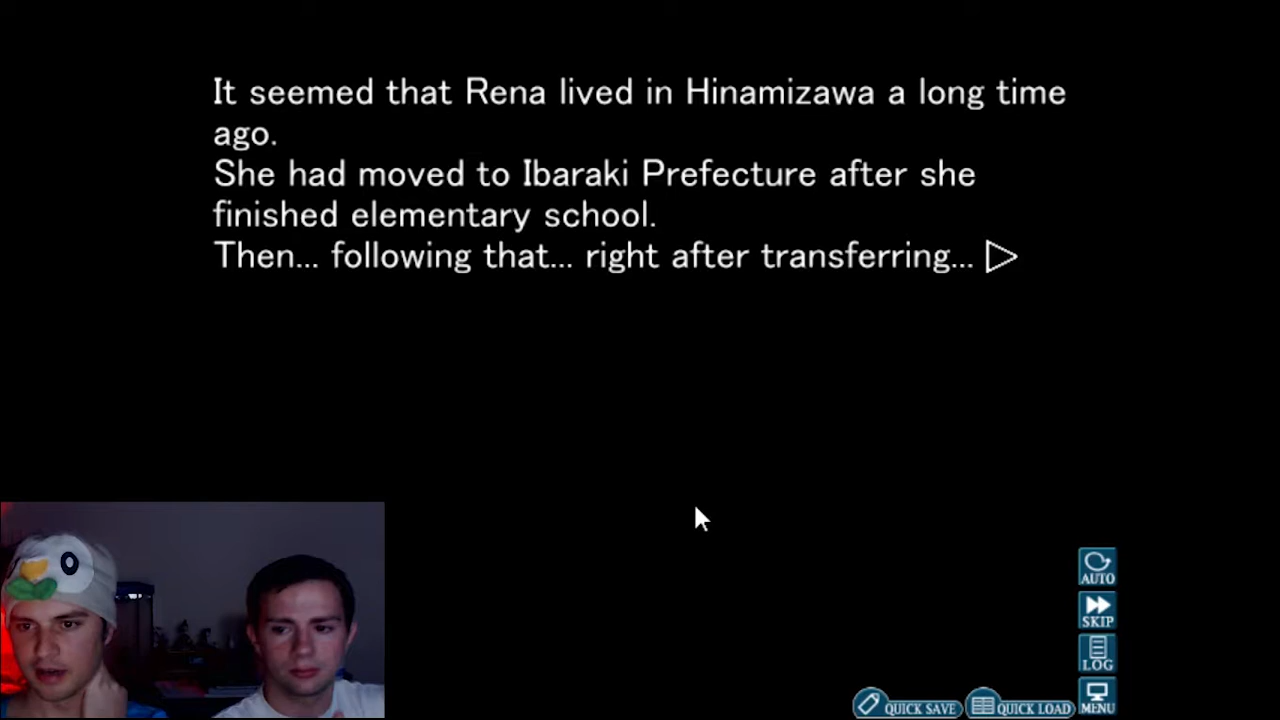 It seemed that Rena lived in Hinamizawa a long time
ago.
She had moved to Ibaraki Prefecture after she
finished elementary school.
Then... following that... right after transferring...
AUTO
SKIP
LOG
QUICK SAVE
QUICK LOAD
MENU